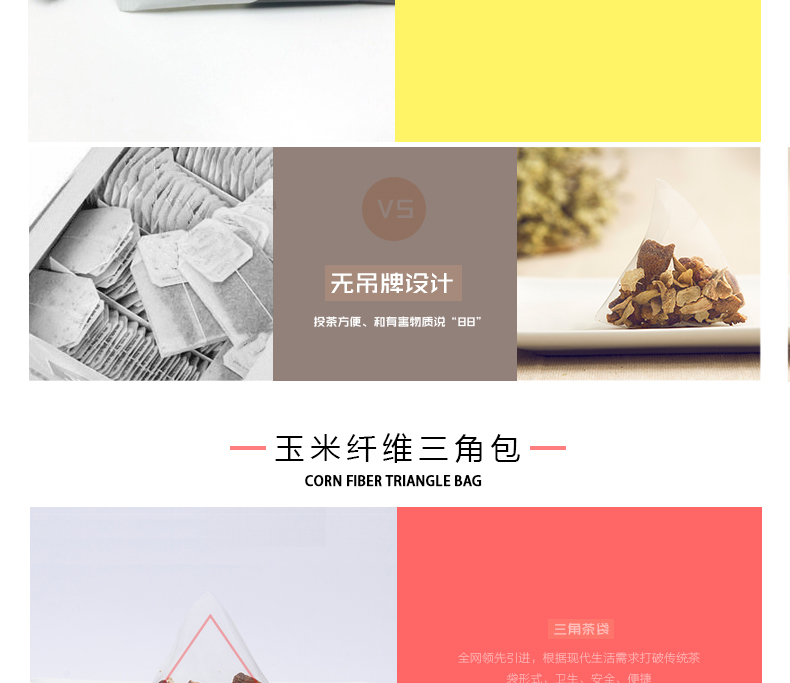 VS
无吊牌设计
投茶方便、和有害物质说“88”
玉米纤维三角包
CORN FIBER TRIANGLE BAG
三角茶袋
全网领先引进，根据现代生活需求打破传统茶
袋形式，卫生、安全、便捷